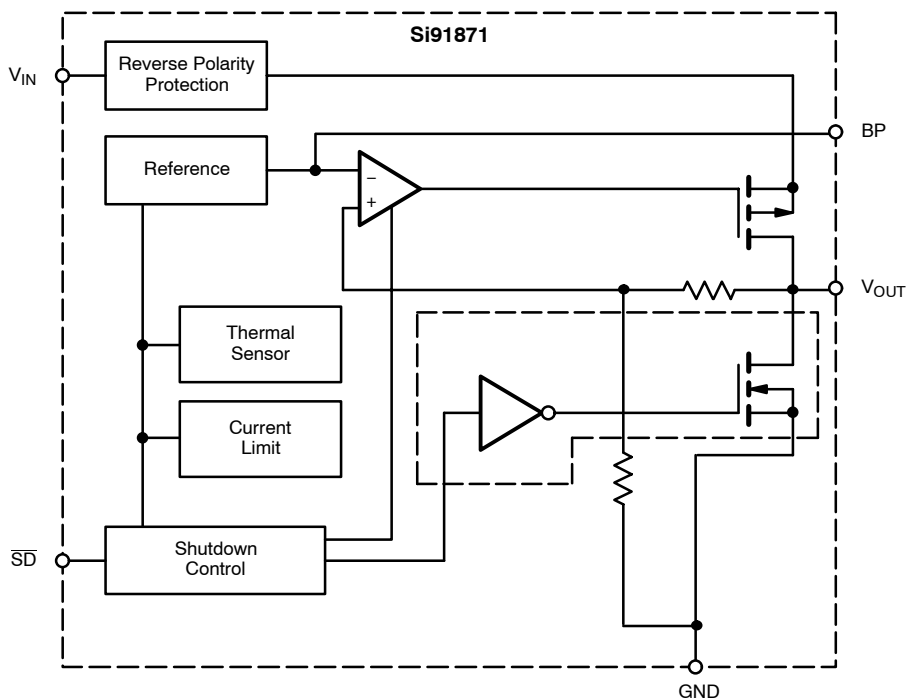 Si91871
VIN
Reverse Polarity
Protection
BP
Reference
−
+
VOUT
Thermal
Sensor
Current
Limit
SD
Shutdown
Control
GND